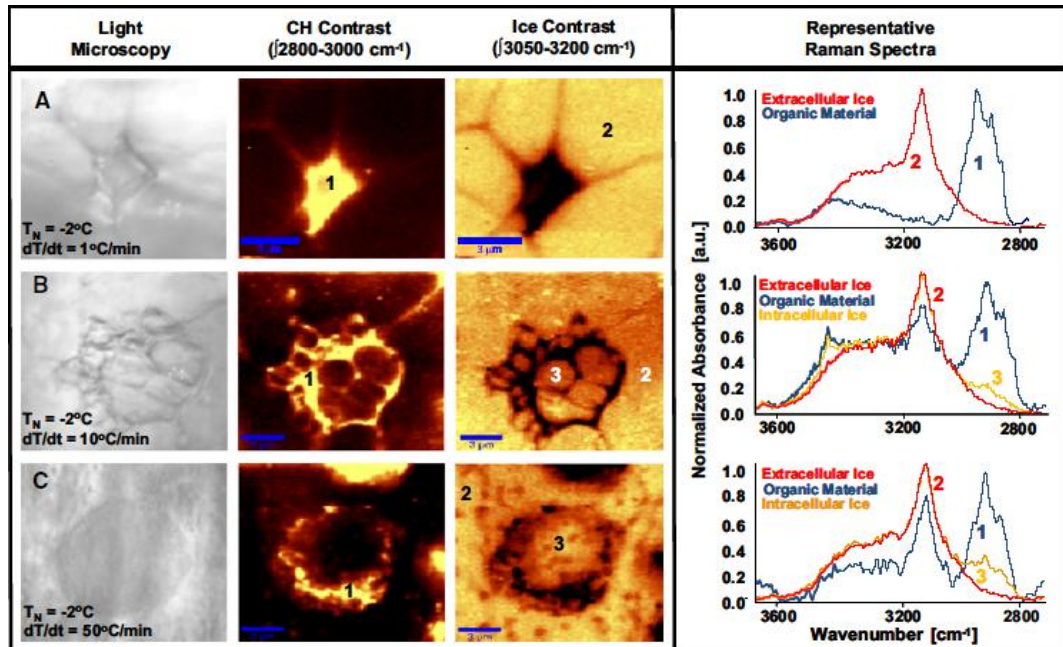 Light
Microscopy
CH Contrast
(∫2800-3000 cm⁻¹)
Ice Contrast
(∫3050-3200 cm⁻¹)
Representative
Raman Spectra
A
T_N = -2°C
dT/dt = 1°C/min
1
2
3 μm
Extracellular Ice
Organic Material
2
1
1.0
0.8
0.6
0.4
0.2
0.0
3600
3200
2800
B
T_N = -2°C
dT/dt = 10°C/min
1
3
2
3 μm
Extracellular Ice
Organic Material
Intracellular Ice
2
1
3
1.0
0.8
0.6
0.4
0.2
0.0
3600
3200
2800
C
T_N = -2°C
dT/dt = 50°C/min
1
2
3
3 μm
Extracellular Ice
Organic Material
Intracellular Ice
2
1
3
1.0
0.8
0.6
0.4
0.2
0.0
3600
3200
2800
Normalized Absorbance [a.u.]
Wavenumber [cm⁻¹]